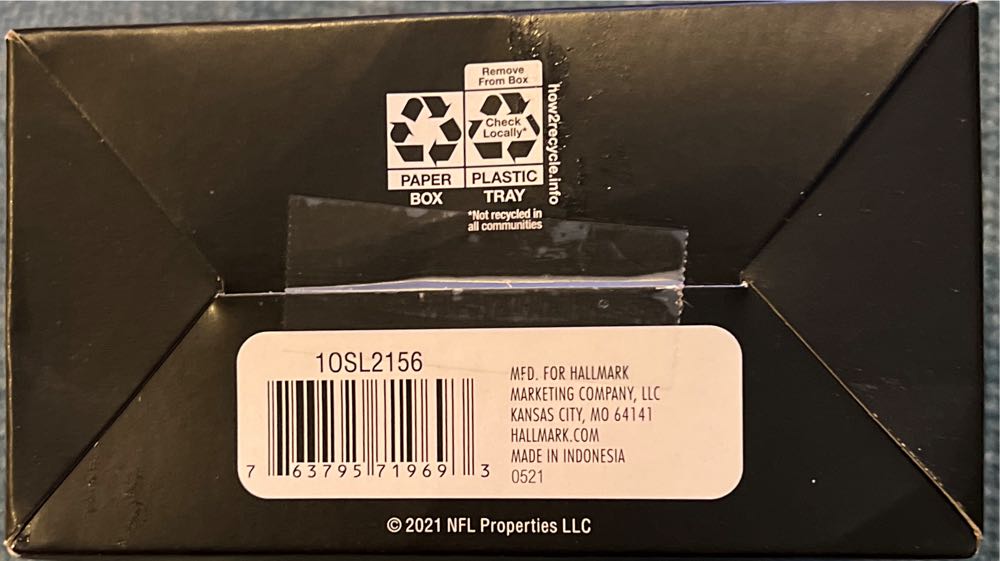 Remove
From Box
Check
Locally*
how2recycle.info
PAPER
PLASTIC
BOX
TRAY
*Not recycled in
all communities
1OSL2156
7 63795 71969 3
MFD. FOR HALLMARK
MARKETING COMPANY, LLC
KANSAS CITY, MO 64141
HALLMARK.COM
MADE IN INDONESIA
0521
© 2021 NFL Properties LLC